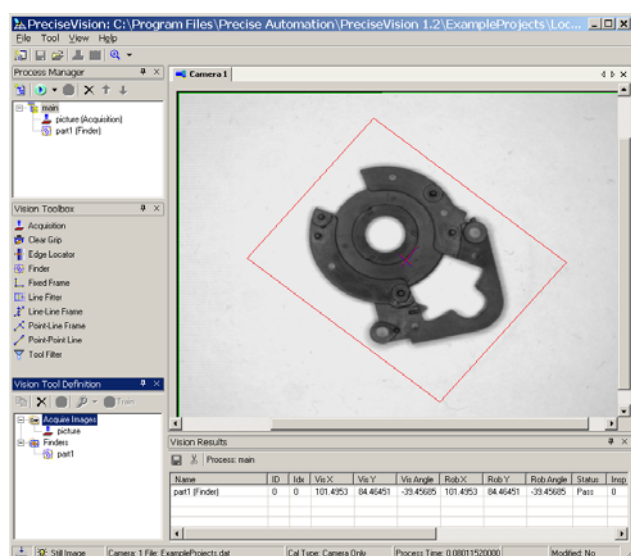 PreciseVision: C:\Program Files\Precise Automation\PreciseVision 1.2\ExampleProjects\Loc...
File Tool View Help
Process Manager
Camera 1
main
picture (Acquisition)
part1 (Finder)
Vision Toolbox
Acquisition
Clear Grip
Edge Locator
Finder
Fixed Frame
Line Fitter
Line-Line Frame
Point-Line Frame
Point-Point Line
Tool Filter
Vision Tool Definition
Train
Acquire Images
picture
Finders
part1
Vision Results
Process: main
Name ID Idx Vis X Vis Y Vis Angle Rob X Rob Y Rob Angle Status Insp
part1 (Finder) 0 0 101.4953 84.46451 -39.45685 101.4953 84.46451 -39.45685 Pass 0
Still Image Camera: 1 File: ExampleProjects.dat Cal Type: Camera Only Process Time: 0.08011520000 Modified: No